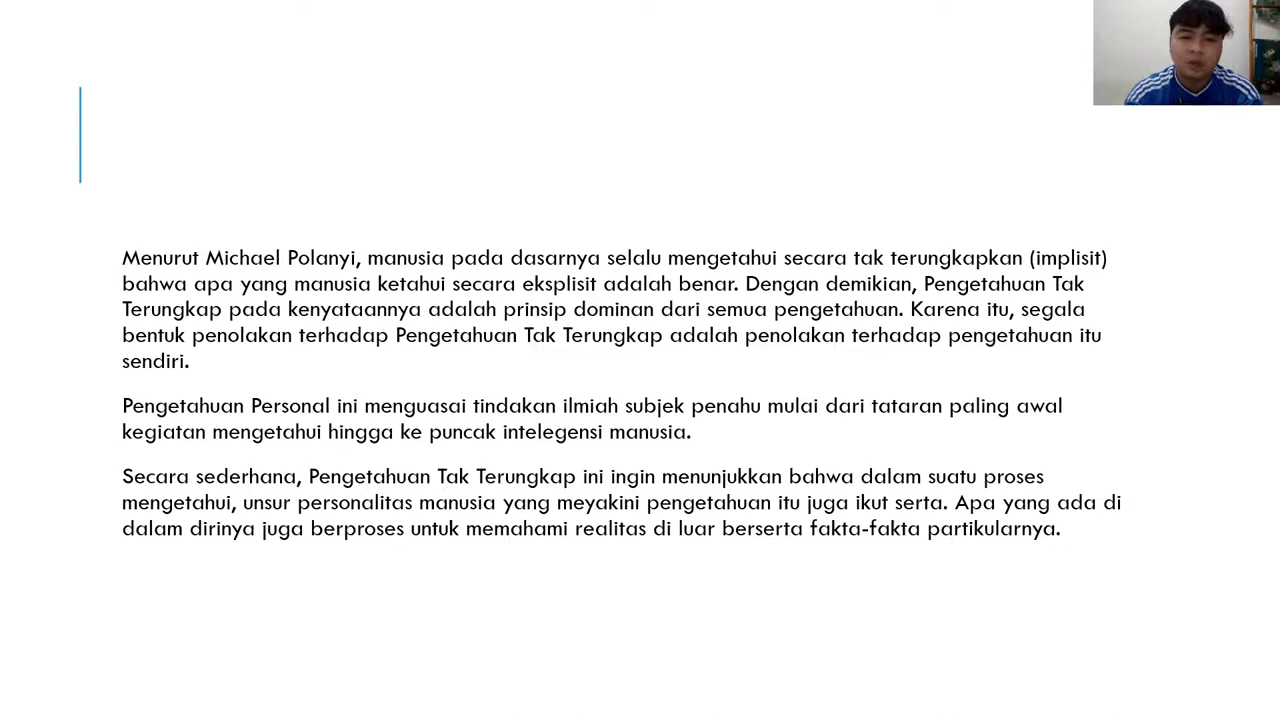 Menurut Michael Polanyi, manusia pada dasarnya selalu mengetahui secara tak terungkapkan (implisit)
bahwa apa yang manusia ketahui secara eksplisit adalah benar. Dengan demikian, Pengetahuan Tak
Terungkap pada kenyataannya adalah prinsip dominan dari semua pengetahuan. Karena itu, segala
bentuk penolakan terhadap Pengetahuan Tak Terungkap adalah penolakan terhadap pengetahuan itu
sendiri.
Pengetahuan Personal ini menguasai tindakan ilmiah subjek penahu mulai dari tataran paling awal
kegiatan mengetahui hingga ke puncak intelegensi manusia.
Secara sederhana, Pengetahuan Tak Terungkap ini ingin menunjukkan bahwa dalam suatu proses
mengetahui, unsur personalitas manusia yang meyakini pengetahuan itu juga ikut serta. Apa yang ada di
dalam dirinya juga berproses untuk memahami realitas di luar berserta fakta-fakta partikularnya.